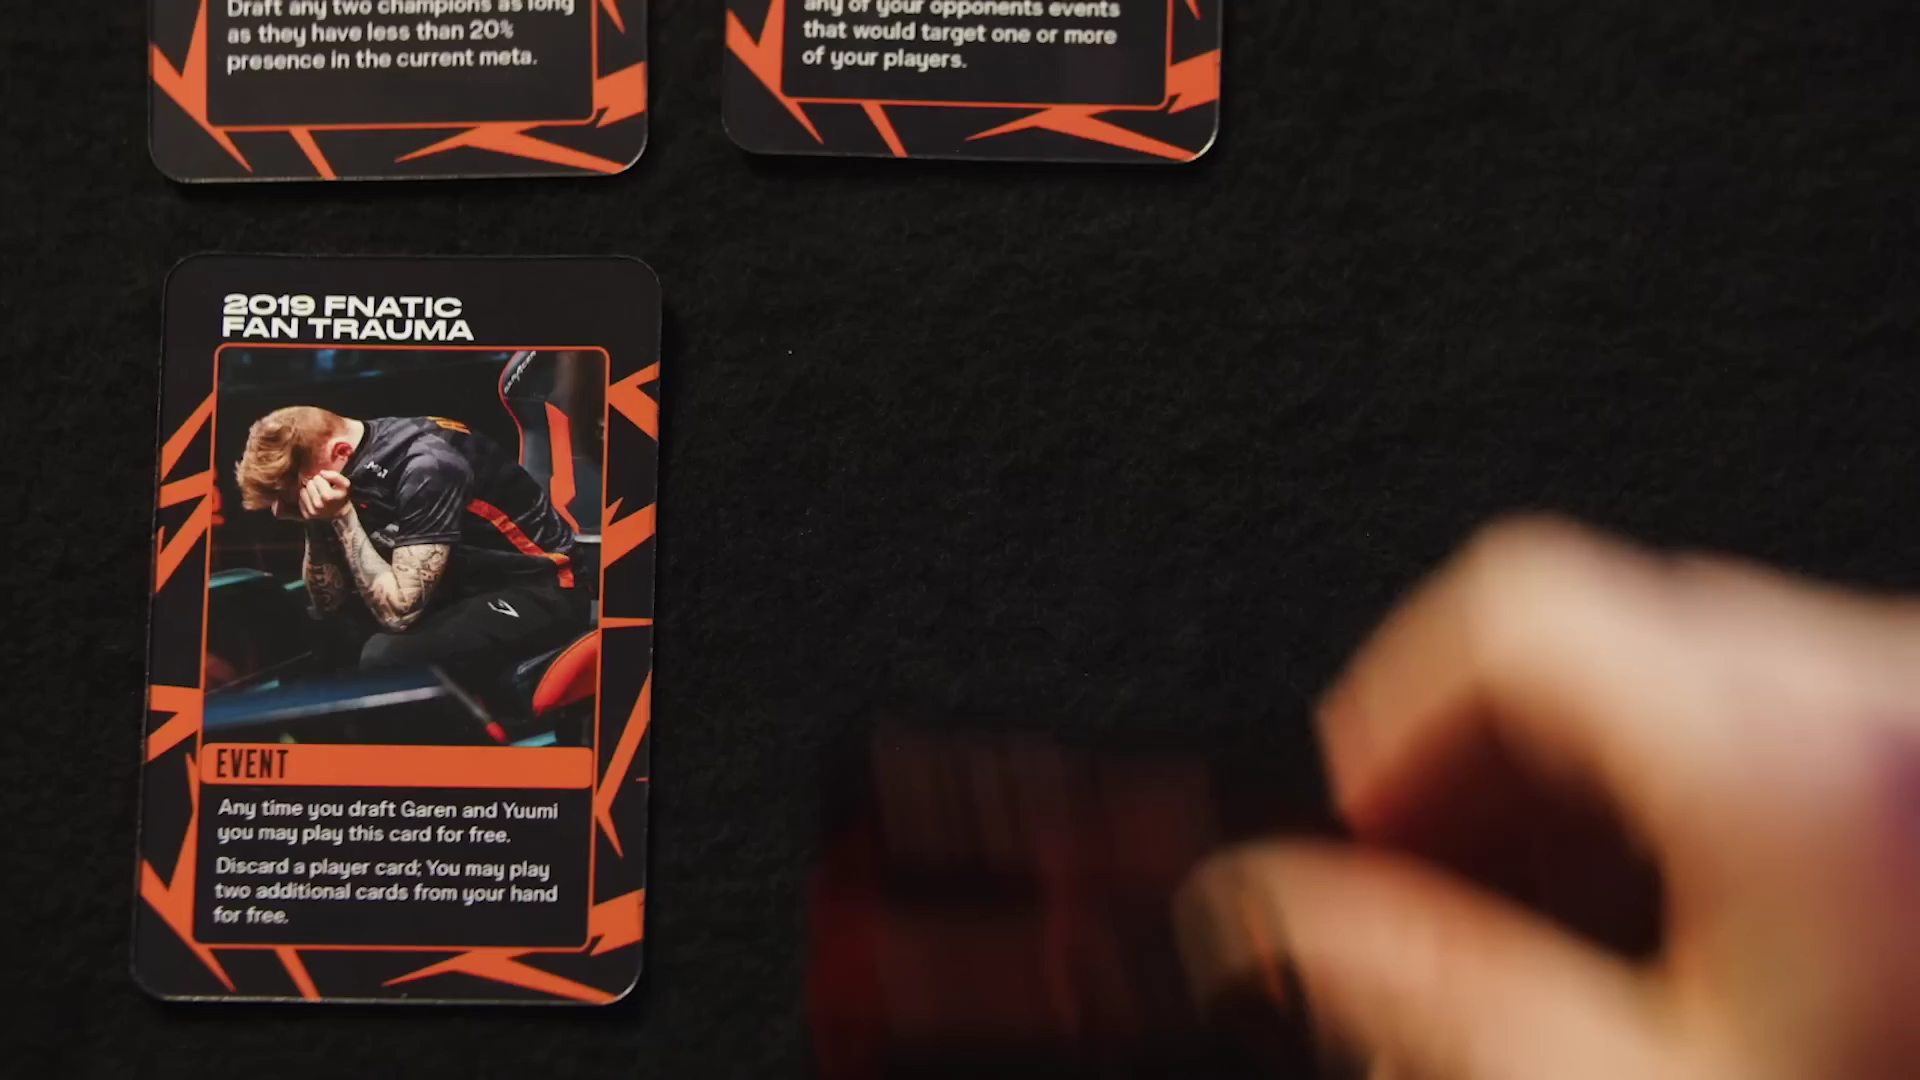 Draft any two champions as long
as they have less than 20%
presence in the current meta.
any of your opponents events
that would target one or more
of your players.
2019 FNATIC
FAN TRAUMA
EVENT
Any time you draft Garen and Yuumi
you may play this card for free.
Discard a player card; You may play
two additional cards from your hand
for free.